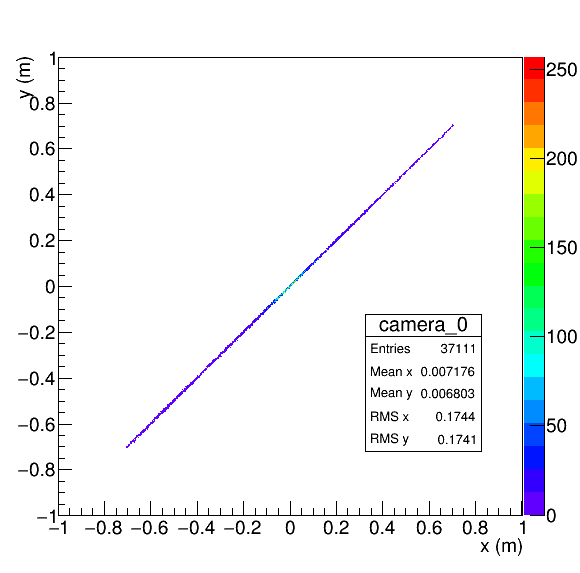 y (m)
1
0.8
0.6
0.4
0.2
0
−0.2
−0.4
−0.6
−0.8
−1
250
200
150
100
50
0
camera_0
Entries 37111
Mean x 0.007176
Mean y 0.006803
RMS x 0.1744
RMS y 0.1741
−1 −0.8 −0.6 −0.4 −0.2 0 0.2 0.4 0.6 0.8 1
x (m)